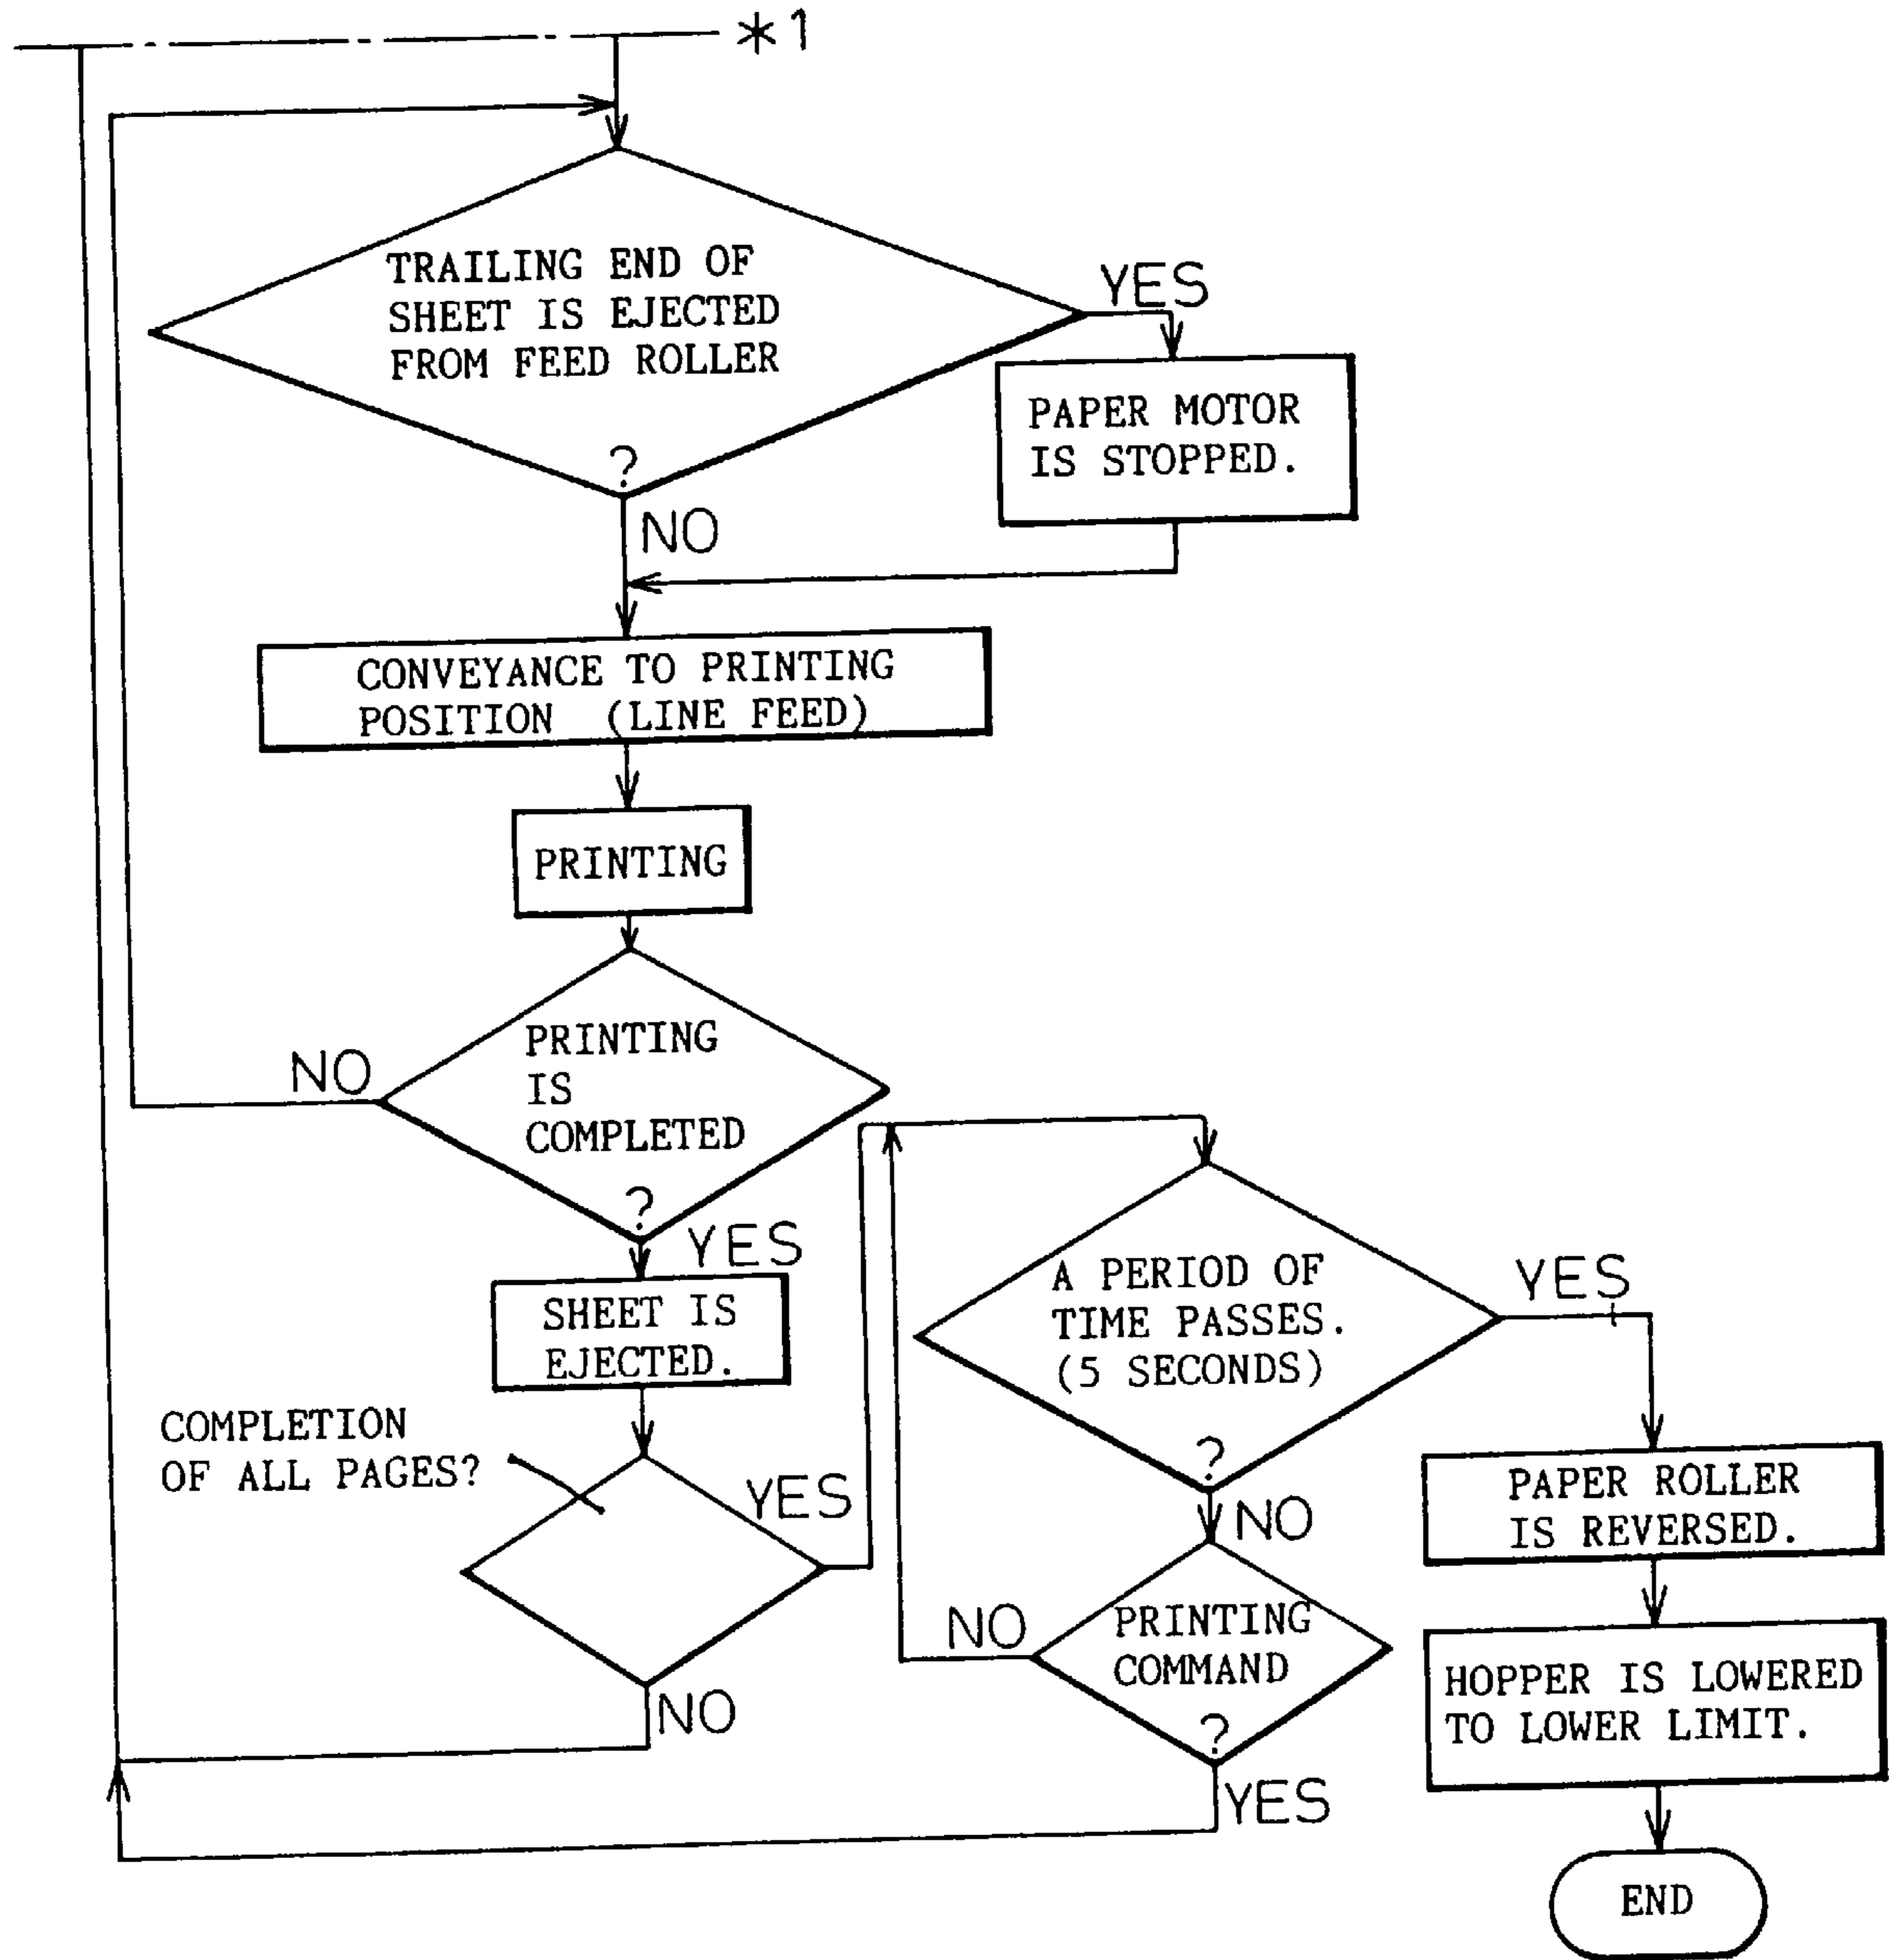 *1
TRAILING END OF
SHEET IS EJECTED
FROM FEED ROLLER
?
YES
PAPER MOTOR
IS STOPPED.
NO
CONVEYANCE TO PRINTING
POSITION (LINE FEED)
PRINTING
PRINTING
IS
COMPLETED
?
NO
YES
SHEET IS
EJECTED.
COMPLETION
OF ALL PAGES?
YES
NO
A PERIOD OF
TIME PASSES.
(5 SECONDS)
?
YES
NO
PRINTING
COMMAND
?
NO
YES
PAPER ROLLER
IS REVERSED.
HOPPER IS LOWERED
TO LOWER LIMIT.
END